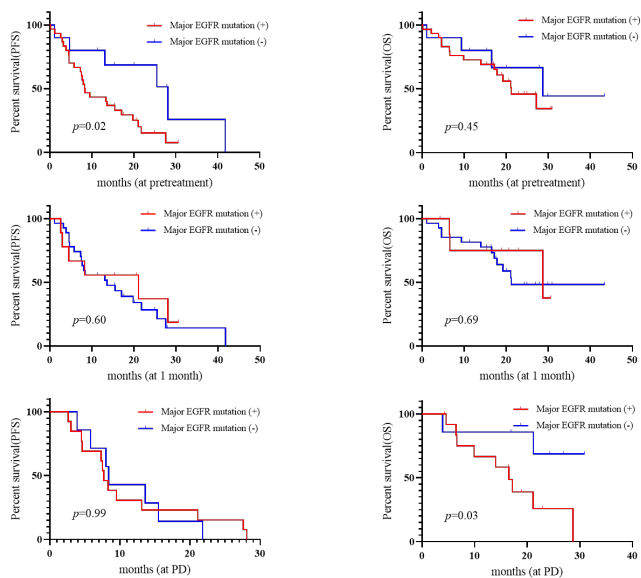 Major EGFR mutation (+)
Major EGFR mutation (-)
Percent survival(PFS)
100
50
0
p=0.02
0 10 20 30 40 50
months (at pretreatment)
Major EGFR mutation (+)
Major EGFR mutation (-)
Percent survival(OS)
100
50
0
p=0.45
0 10 20 30 40 50
months (at pretreatment)
Major EGFR mutation (+)
Major EGFR mutation (-)
Percent survival(PFS)
100
50
0
p=0.60
0 10 20 30 40 50
months (at 1 month)
Major EGFR mutation (+)
Major EGFR mutation (-)
Percent survival(OS)
100
50
0
p=0.69
0 10 20 30 40 50
months (at 1 month)
Major EGFR mutation (+)
Major EGFR mutation (-)
Percent survival(PFS)
100
50
0
p=0.99
0 10 20 30
months (at PD)
Major EGFR mutation (+)
Major EGFR mutation (-)
Percent survival(OS)
100
50
0
p=0.03
0 10 20 30 40
months (at PD)